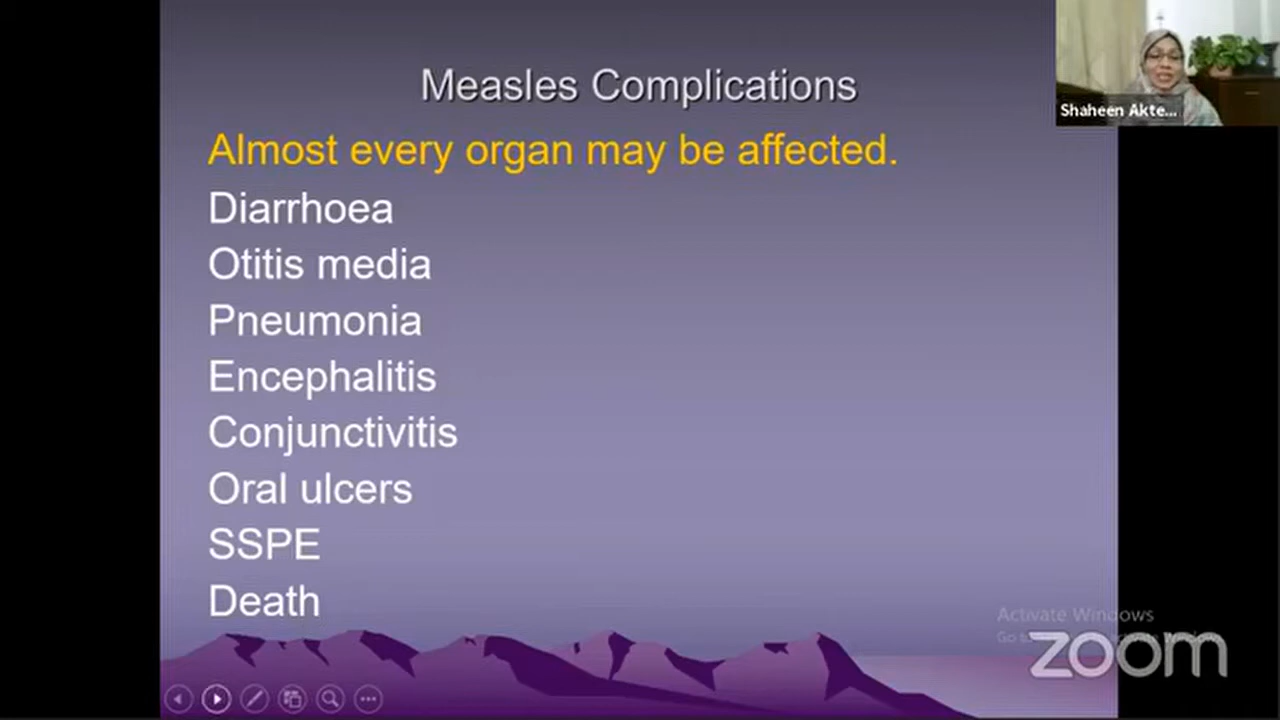 Measles Complications
Shaheen Akte...
Almost every organ may be affected.
Diarrhoea
Otitis media
Pneumonia
Encephalitis
Conjunctivitis
Oral ulcers
SSPE
Death
Activate Windows
zoom